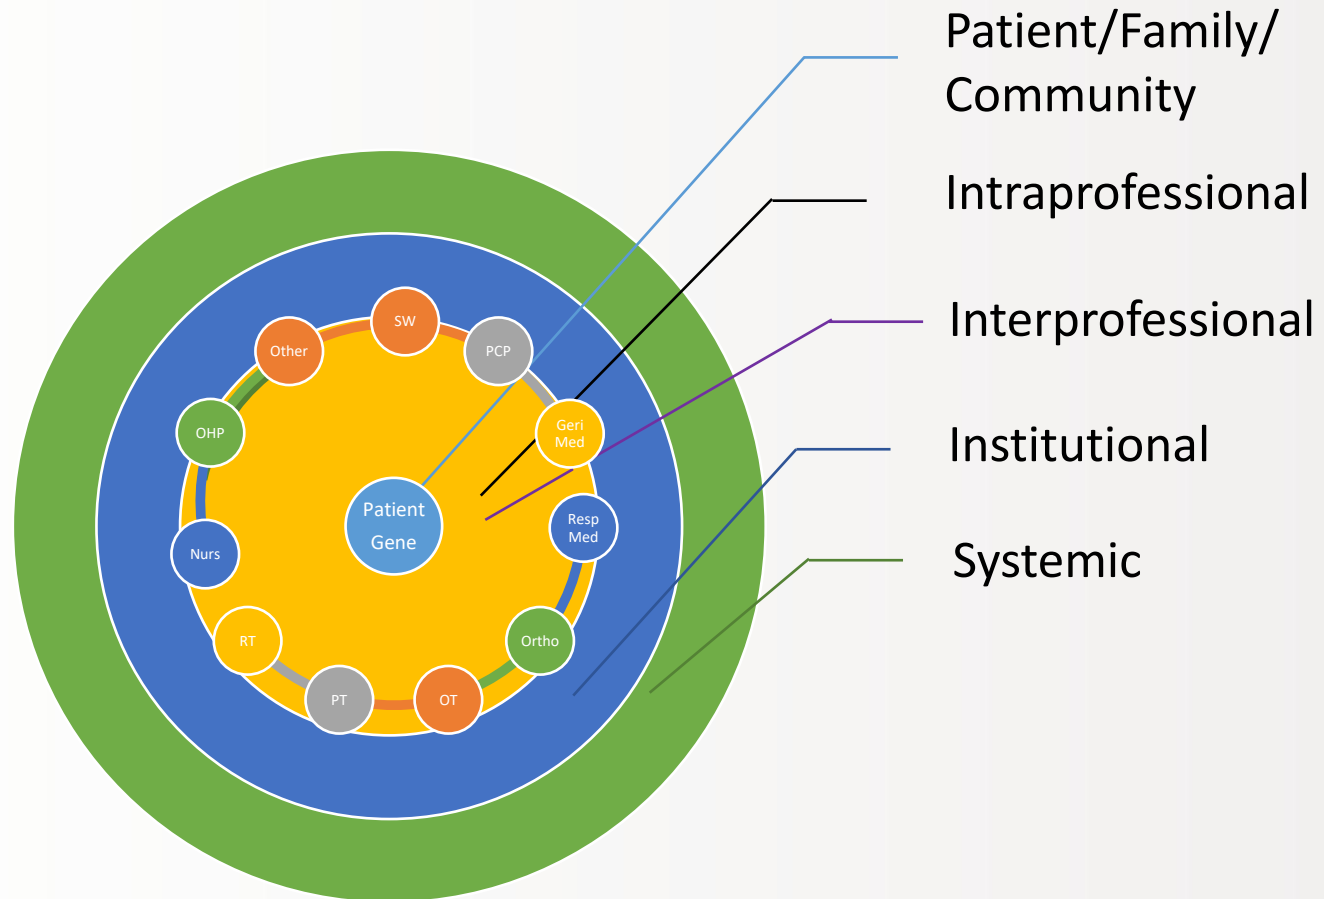 Patient/Family/
Community
Intraprofessional
Interprofessional
Institutional
Systemic
SW
PCP
Geri
Med
Resp
Med
Ortho
OT
PT
RT
Nurs
OHP
Other
Patient
Gene